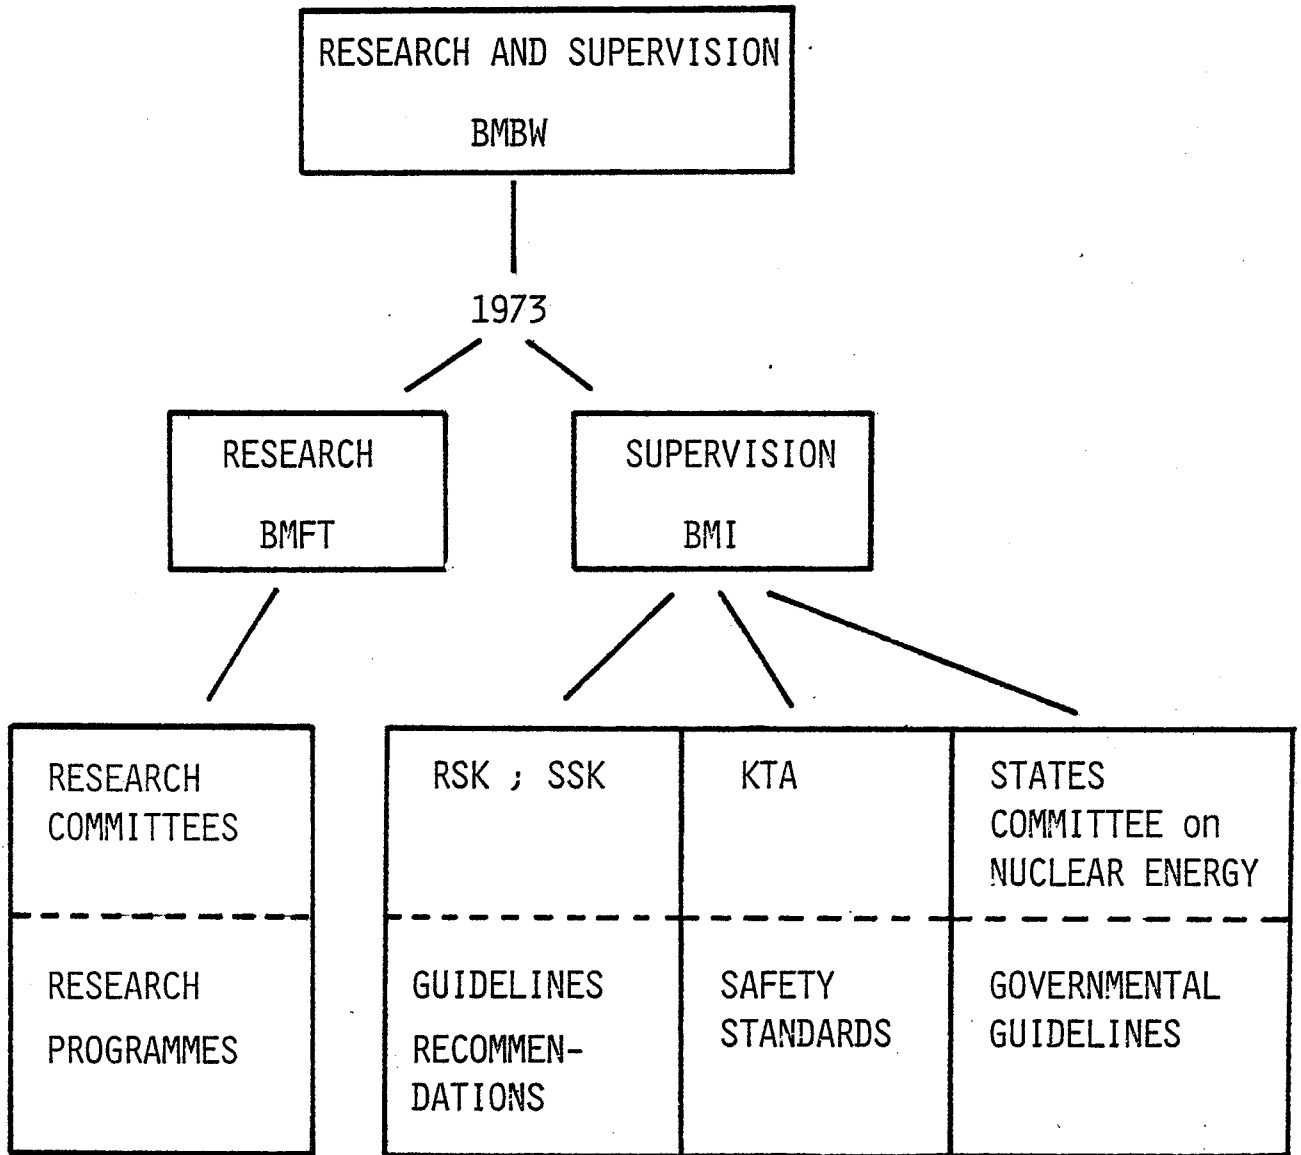 RESEARCH AND SUPERVISION
BMBW
1973
RESEARCH
BMFT
SUPERVISION
BMI
RESEARCH
COMMITTEES
RESEARCH
PROGRAMMES
RSK ; SSK
GUIDELINES
RECOMMEN-
DATIONS
KTA
SAFETY
STANDARDS
STATES
COMMITTEE on
NUCLEAR ENERGY
GOVERNMENTAL
GUIDELINES